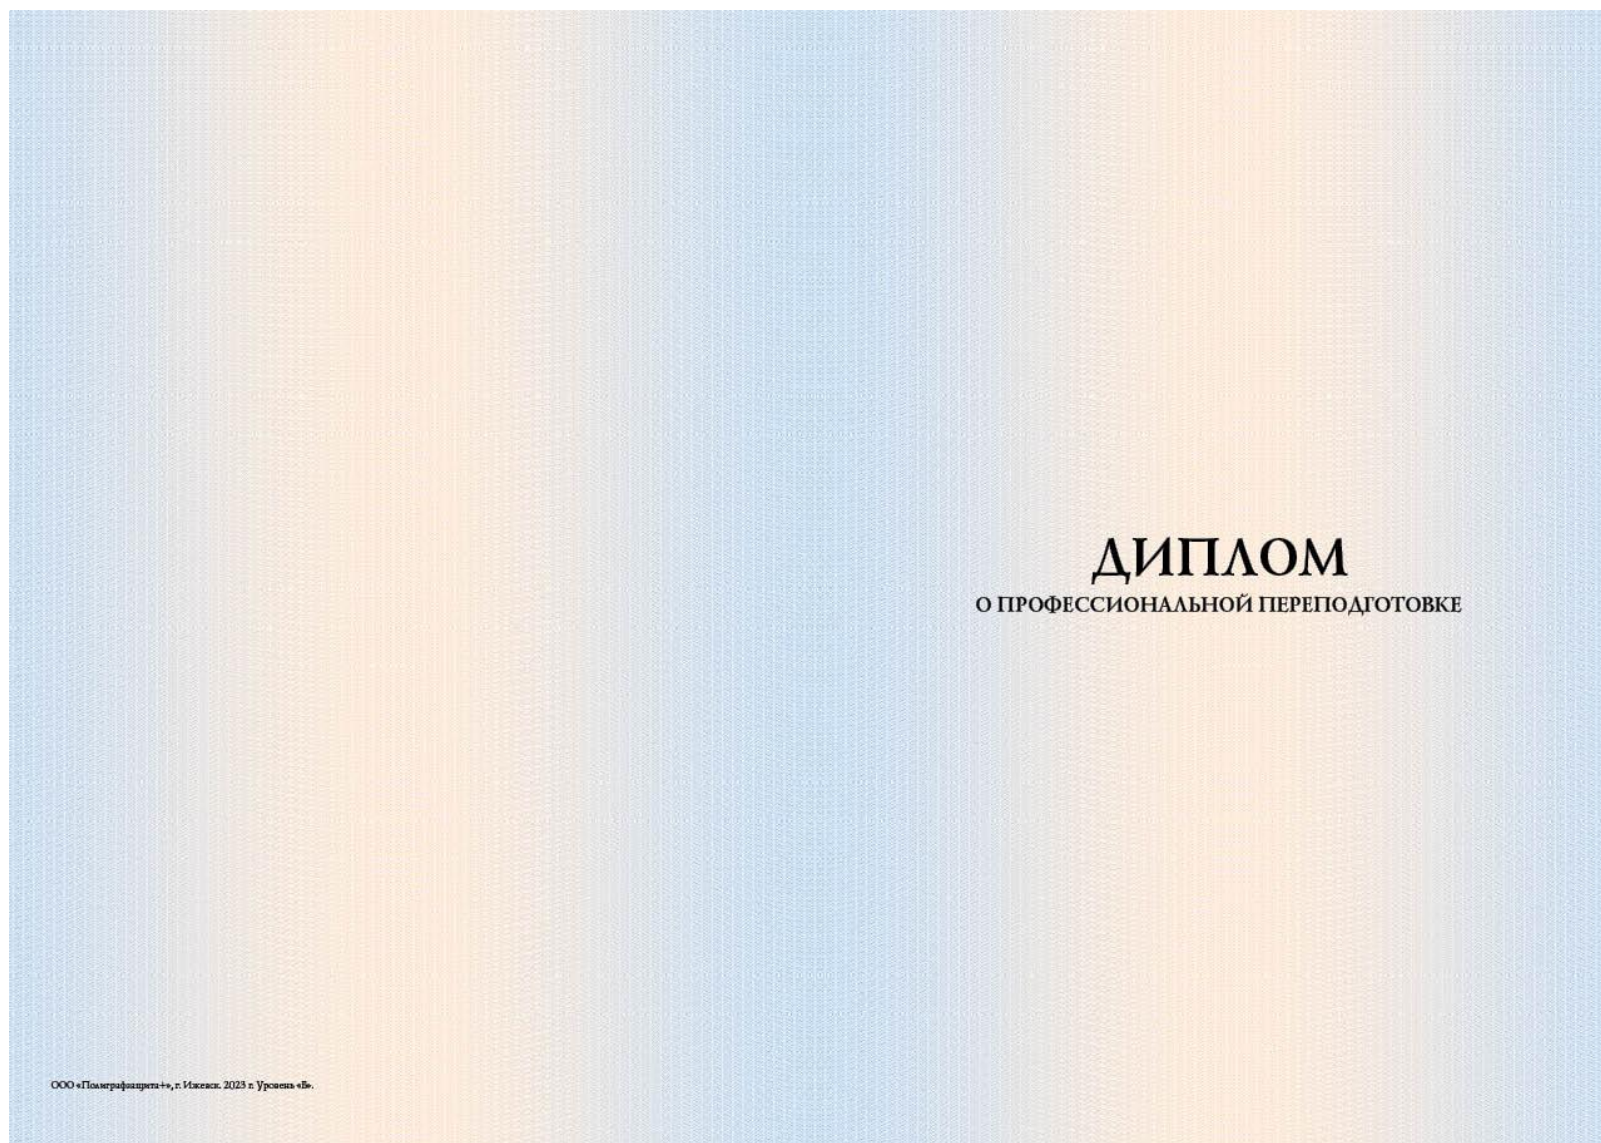 ДИПЛОМ
О ПРОФЕССИОНАЛЬНОЙ ПЕРЕПОДГОТОВКЕ
ООО «Полиграфзащита+», г. Ижевск. 2023 г. Уровень «Б».